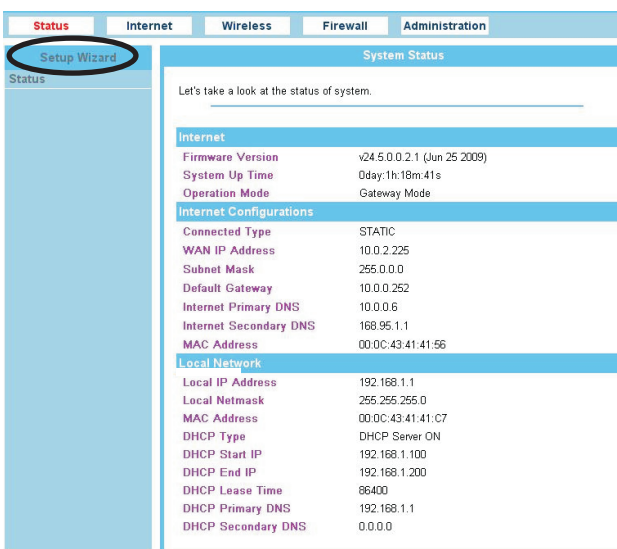 Status Internet Wireless Firewall Administration
Setup Wizard
Status
System Status
Let's take a look at the status of system.
Internet
Firmware Version v24.5.0.0.2.1 (Jun 25 2009)
System Up Time 0day:1h:18m:41s
Operation Mode Gateway Mode
Internet Configurations
Connected Type STATIC
WAN IP Address 10.0.2.225
Subnet Mask 255.0.0.0
Default Gateway 10.0.0.252
Internet Primary DNS 10.0.0.6
Internet Secondary DNS 168.95.1.1
MAC Address 00:0C:43:41:41:56
Local Network
Local IP Address 192.168.1.1
Local Netmask 255.255.255.0
MAC Address 00:0C:43:41:41:C7
DHCP Type DHCP Server ON
DHCP Start IP 192.168.1.100
DHCP End IP 192.168.1.200
DHCP Lease Time 86400
DHCP Primary DNS 192.168.1.1
DHCP Secondary DNS 0.0.0.0